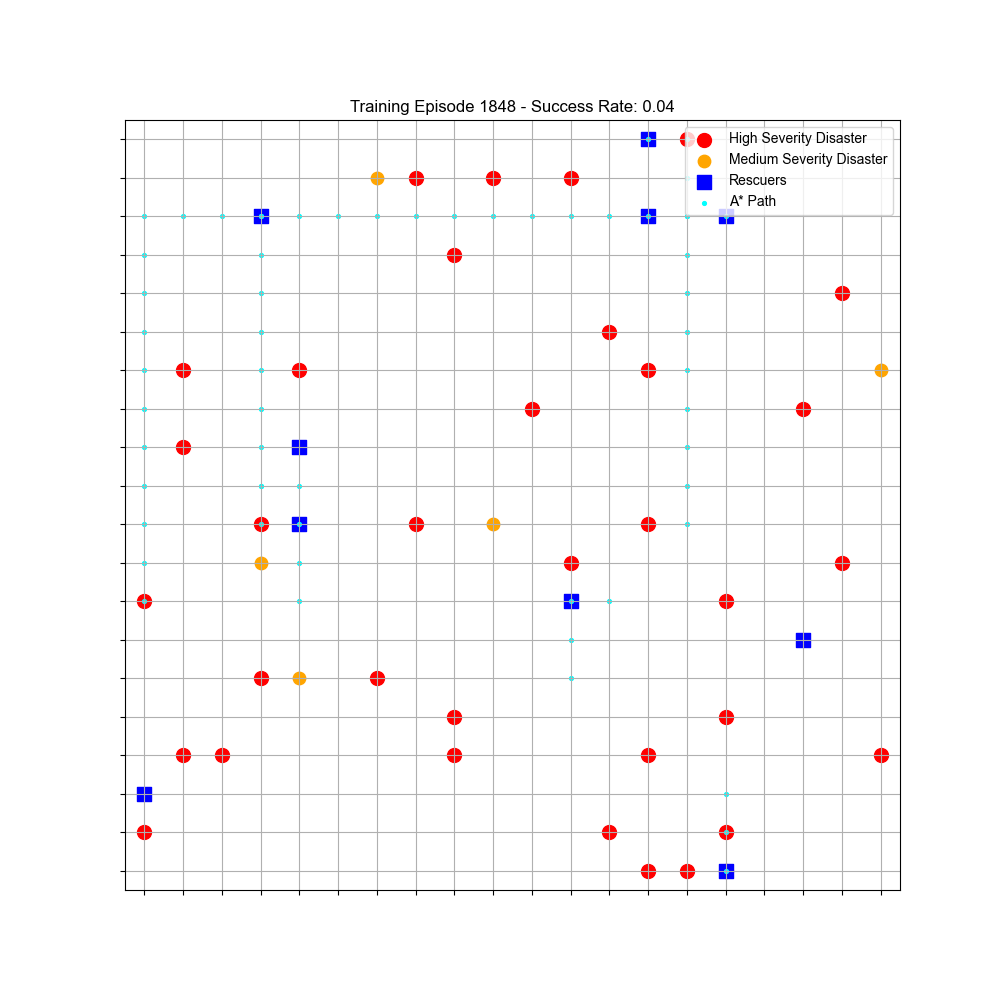 Training Episode 1848 - Success Rate: 0.04
High Severity Disaster
Medium Severity Disaster
Rescuers
A* Path